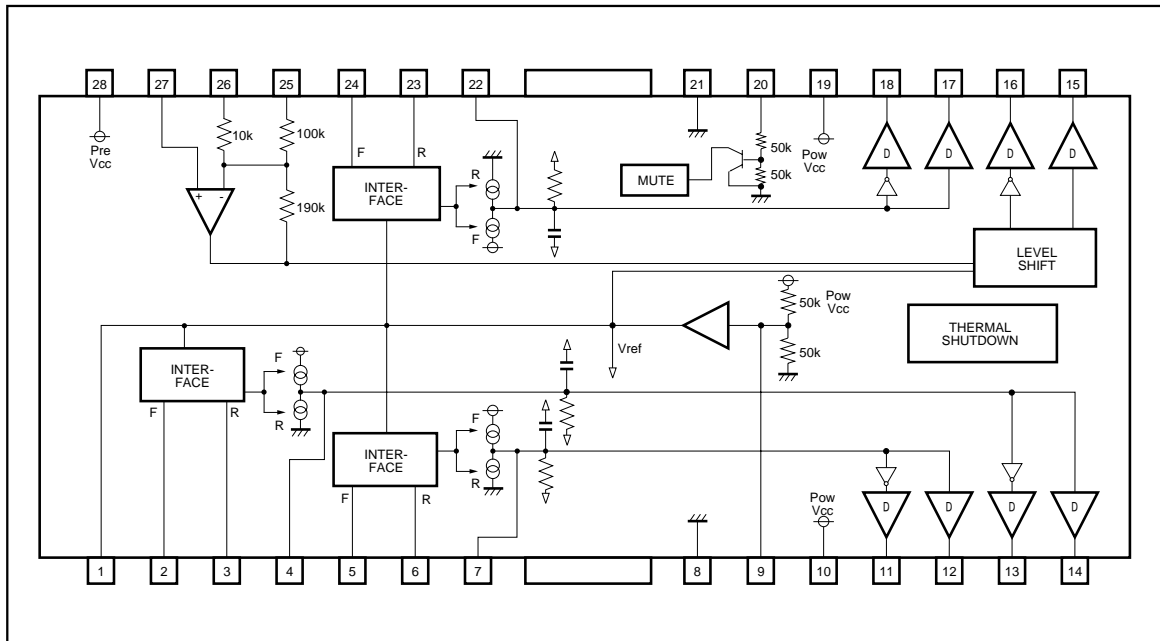 28 27 26 25 24 23 22 21 20 19 18 17 16 15
Pre
Vcc
10k
100k
F
R
50k
50k
Pow
Vcc
D D D D
MUTE
INTER-
FACE
R
F
+ -
190k
LEVEL
SHIFT
50k
Pow
Vcc
50k
Vref
THERMAL
SHUTDOWN
INTER-
FACE
F
R
F
R
INTER-
FACE
F
R
F
R
Pow
Vcc
D D D D
1 2 3 4 5 6 7 8 9 10 11 12 13 14